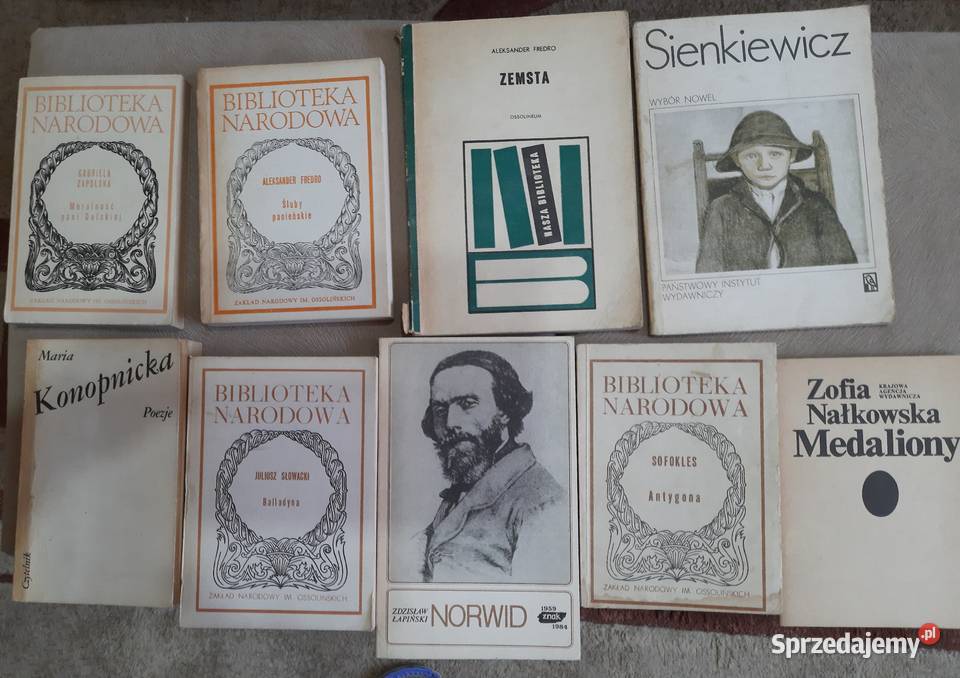 BIBLIOTEKA
NARODOWA
GABRIELA
ZAPOLSKA
Moralność
pani Dulskiej
ZAKŁAD NARODOWY IM. OSSOLIŃSKICH
BIBLIOTEKA
NARODOWA
ALEKSANDER FREDRO
Śluby
panieńskie
ZAKŁAD NARODOWY IM. OSSOLIŃSKICH
ALEKSANDER FREDRO
ZEMSTA
OSSOLINEUM
NASZA BIBLIOTEKA
Sienkiewicz
WYBÓR NOWEL
PAŃSTWOWY INSTYTUT
WYDAWNICZY
Maria
Konopnicka
Poezje
Czytelnik
BIBLIOTEKA
NARODOWA
JULIUSZ SŁOWACKI
Balladyna
ZAKŁAD NARODOWY IM. OSSOLIŃSKICH
ZDZISŁAW
ŁAPIŃSKI
NORWID
1959
znak
1984
BIBLIOTEKA
NARODOWA
SOFOKLES
Antygona
ZAKŁAD NARODOWY IM. OSSOLIŃSKICH
Zofia
KRAJOWA
AGENCJA
WYDAWNICZA
Nałkowska
Medaliony
Sprzedajemy.pl